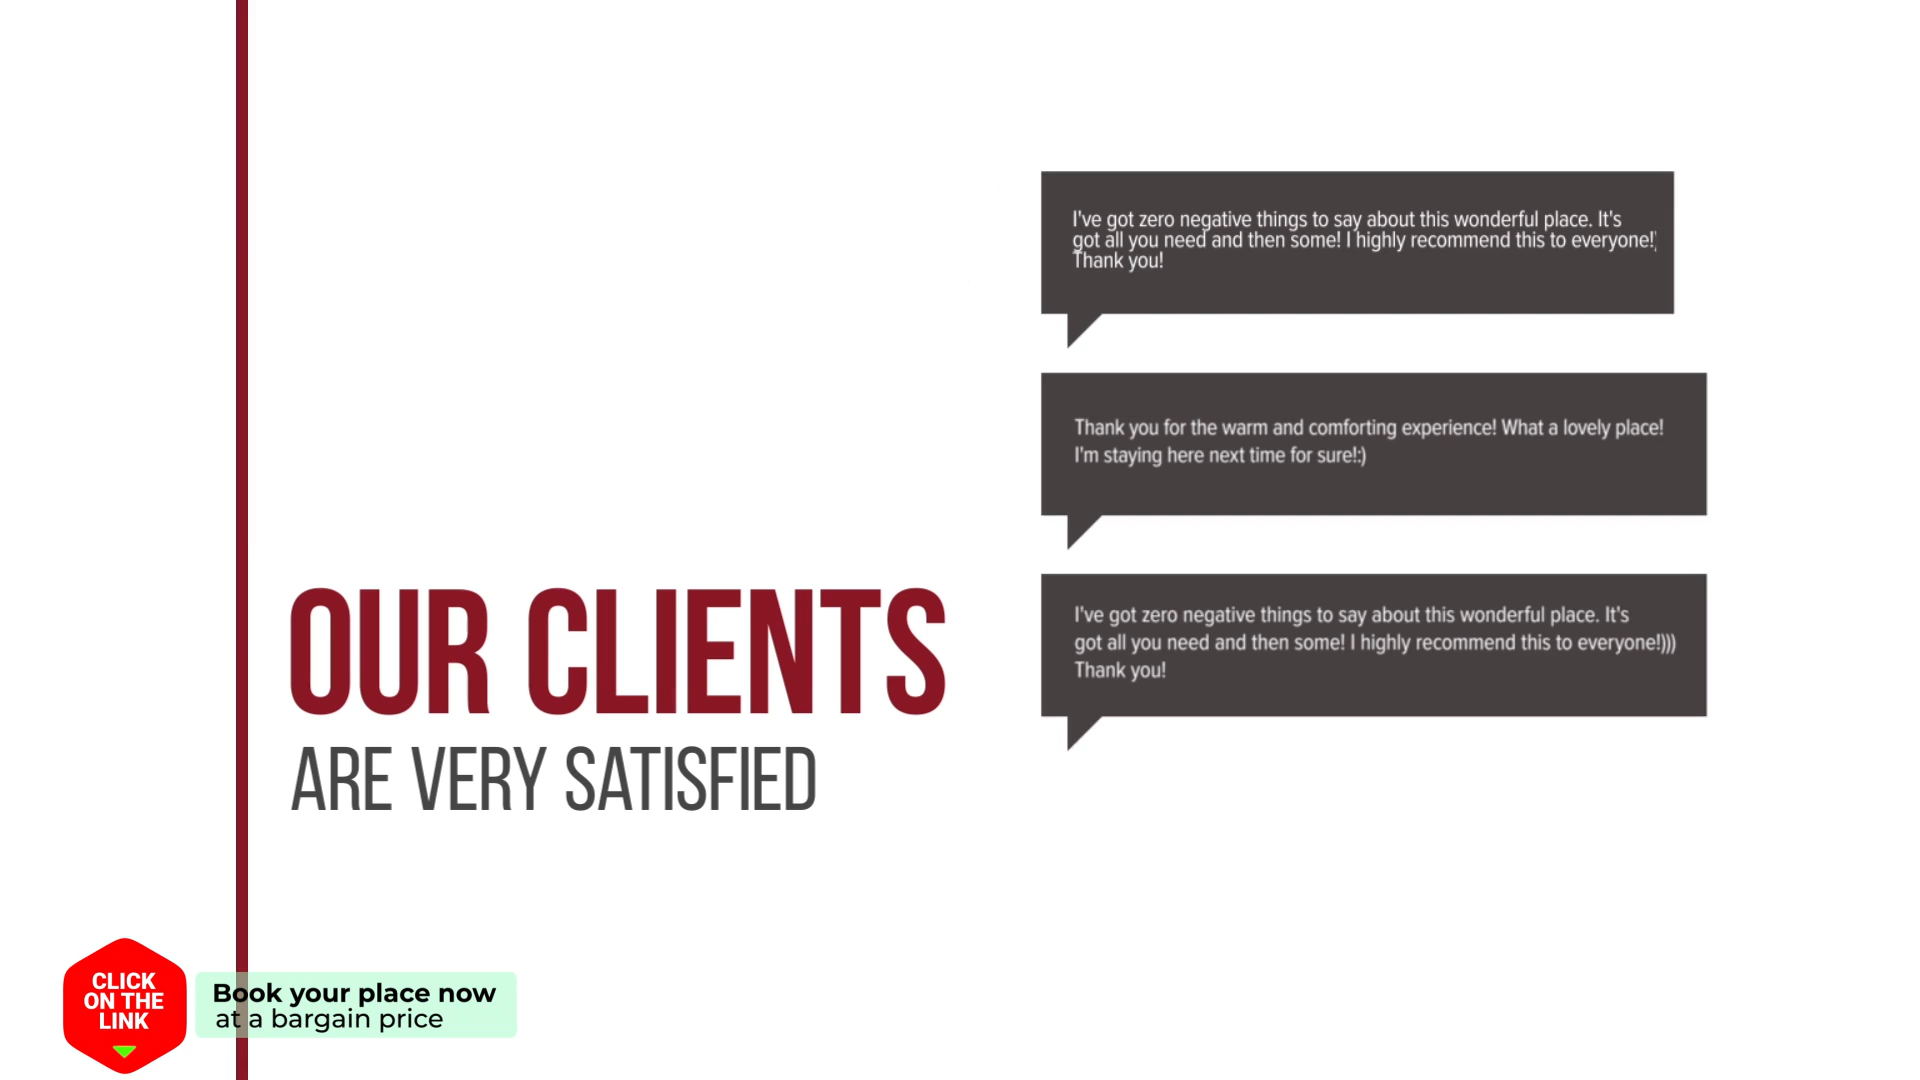 I've got zero negative things to say about this wonderful place. It's
got all you need and then some! I highly recommend this to everyone!)
Thank you!
Thank you for the warm and comforting experience! What a lovely place!
I'm staying here next time for sure!:)
I've got zero negative things to say about this wonderful place. It's
got all you need and then some! I highly recommend this to everyone!)))
Thank you!
OUR CLIENTS
ARE VERY SATISFIED
CLICK
ON THE
LINK
Book your place now
at a bargain price